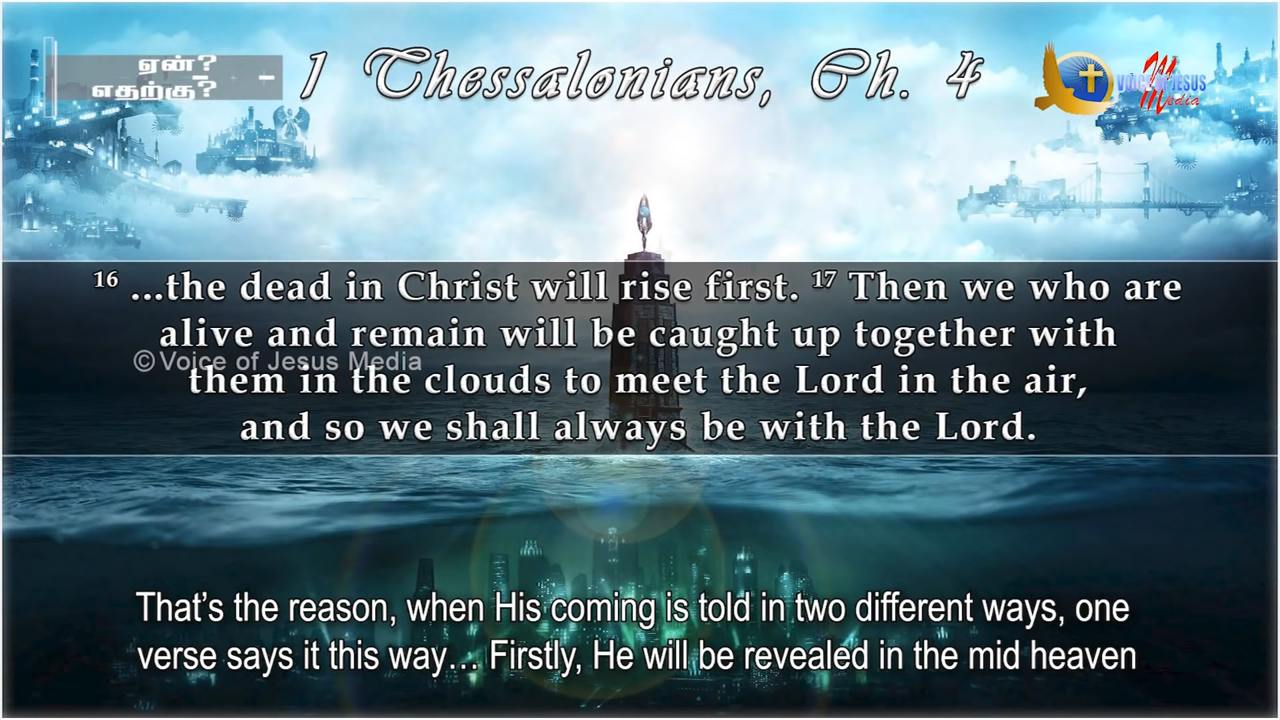 ஏன்?
எதற்கு?
1 Thessalonians, Ch. 4
VOICE OF JESUS
Media
16 ...the dead in Christ will rise first. 17 Then we who are
alive and remain will be caught up together with
© Voice of Jesus Media
them in the clouds to meet the Lord in the air,
and so we shall always be with the Lord.
That’s the reason, when His coming is told in two different ways, one
verse says it this way… Firstly, He will be revealed in the mid heaven